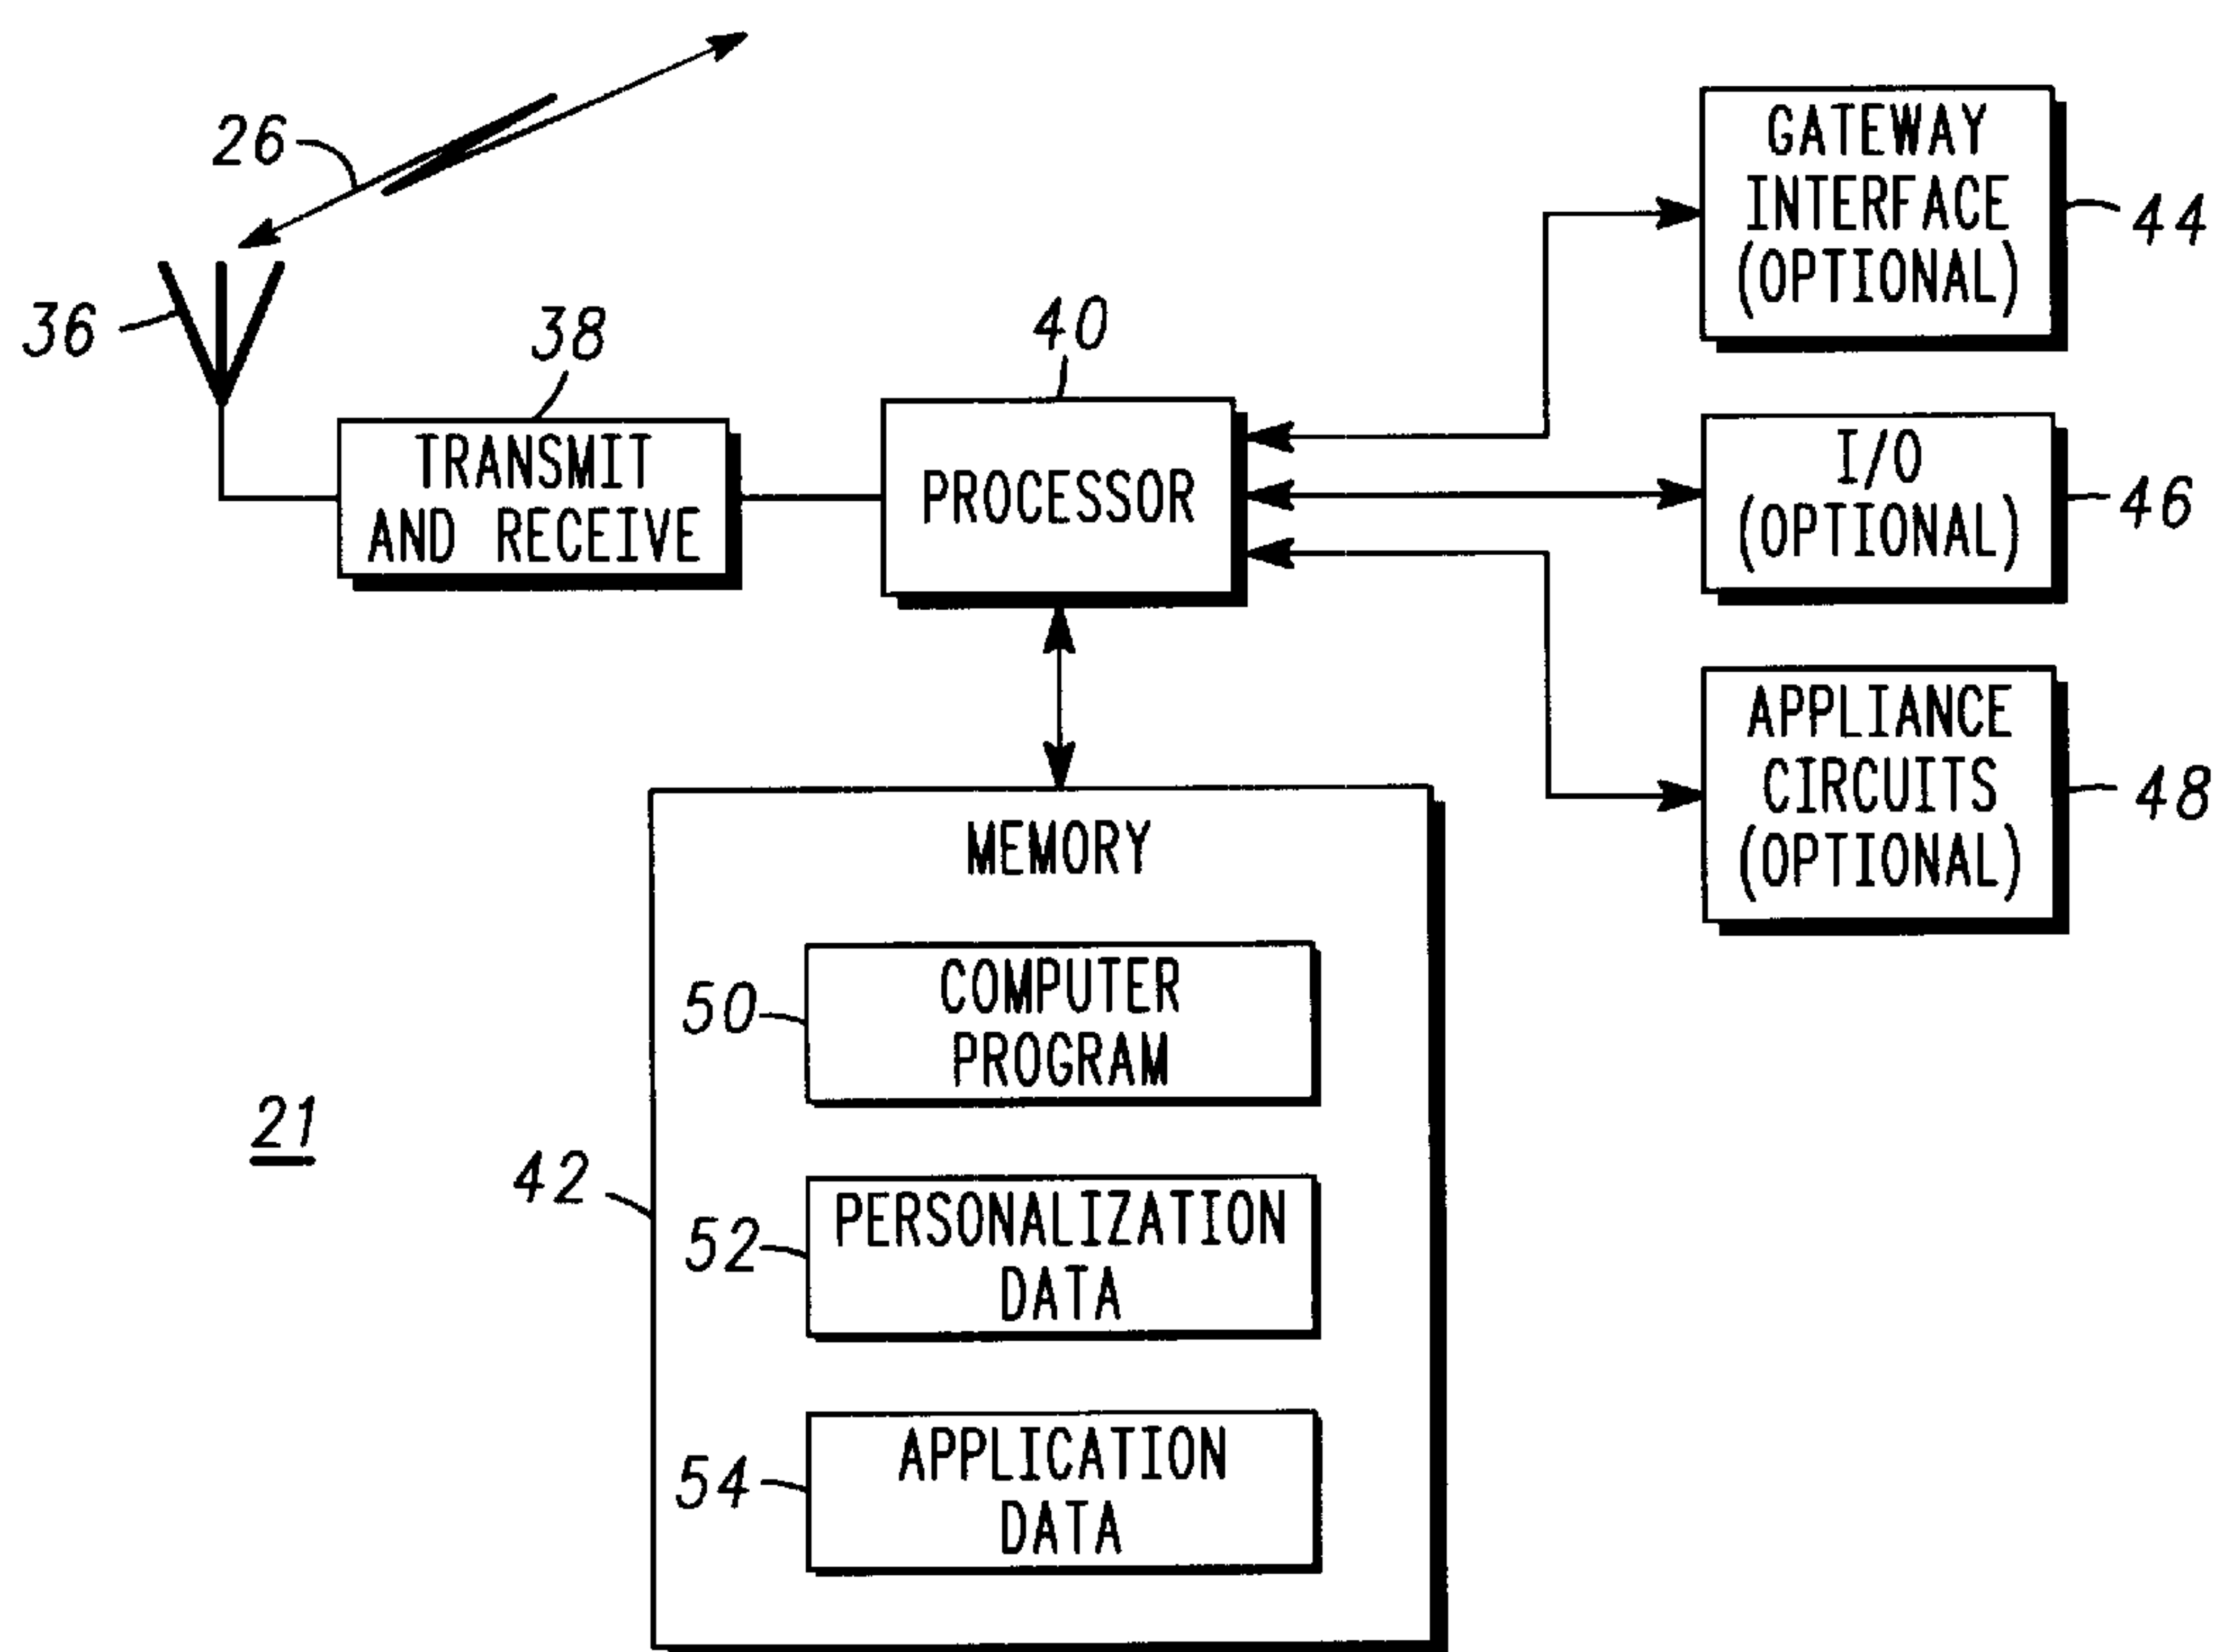 26
GATEWAY
INTERFACE
(OPTIONAL)
44
36
38
40
TRANSMIT
AND RECEIVE
PROCESSOR
I/O
(OPTIONAL)
46
APPLIANCE
CIRCUITS
(OPTIONAL)
48
MEMORY
50
COMPUTER
PROGRAM
21
42
52
PERSONALIZATION
DATA
54
APPLICATION
DATA